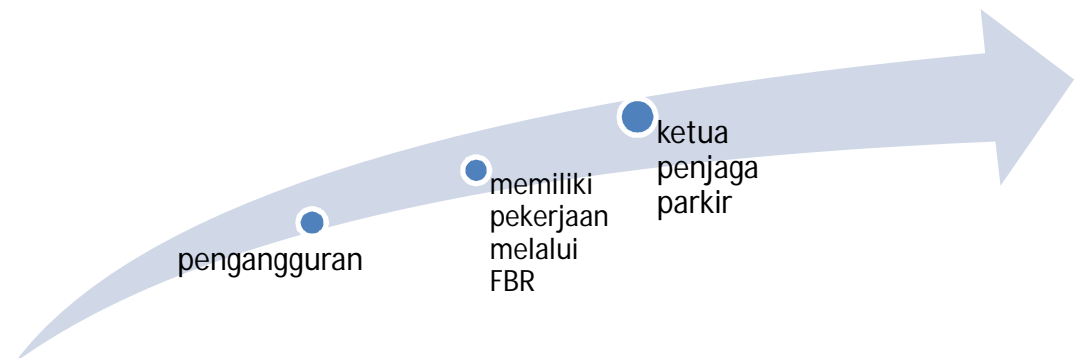 pengangguran
memiliki
pekerjaan
melalui
FBR
ketua
penjaga
parkir